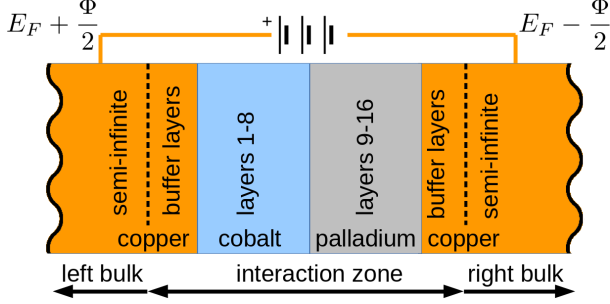 E_F + Φ/2
+
E_F − Φ/2
semi-infinite
buffer layers
layers 1-8
layers 9-16
buffer layers
semi-infinite
copper
cobalt
palladium
copper
left bulk
interaction zone
right bulk